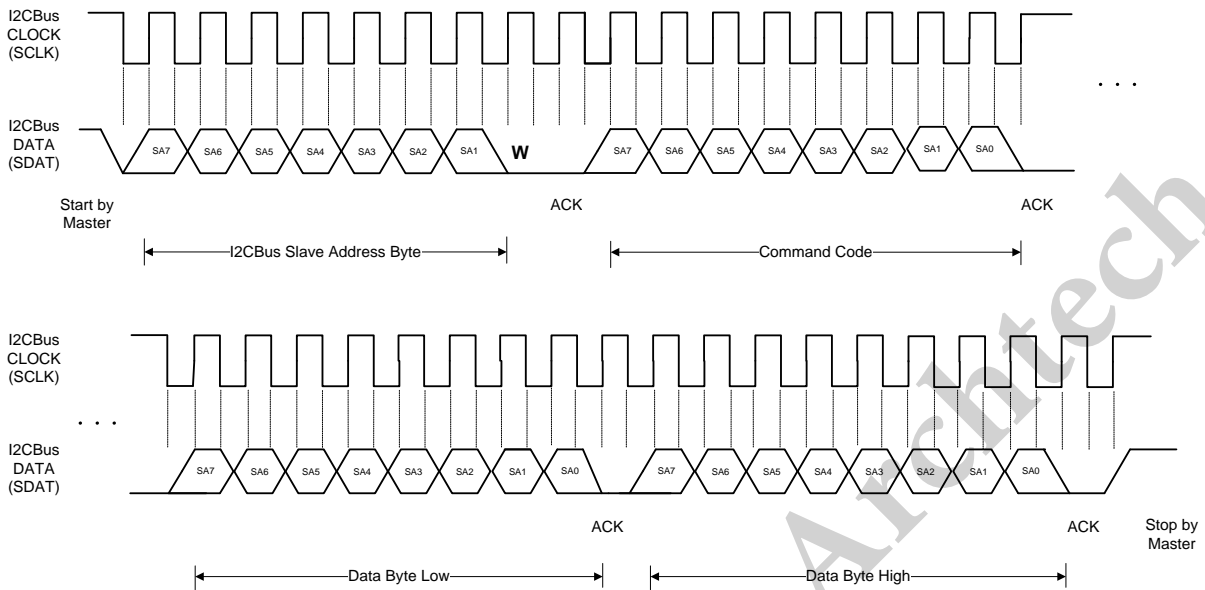 I2CBus
CLOCK
(SCLK)
. . .
I2CBus
DATA
(SDAT)
SA7 SA6 SA5 SA4 SA3 SA2 SA1 W SA7 SA6 SA5 SA4 SA3 SA2 SA1 SA0
Start by
Master
ACK
ACK
I2CBus Slave Address Byte
Command Code
I2CBus
CLOCK
(SCLK)
. . .
I2CBus
DATA
(SDAT)
SA7 SA6 SA5 SA4 SA3 SA2 SA1 SA0 SA7 SA6 SA5 SA4 SA3 SA2 SA1 SA0
ACK
ACK
Stop by
Master
Data Byte Low
Data Byte High
Archtech